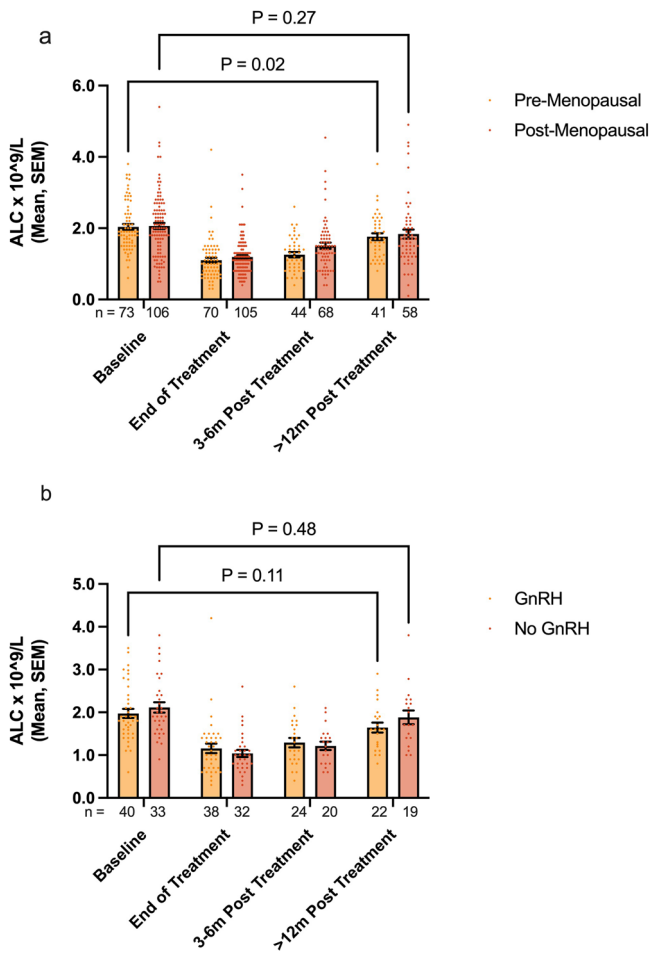 a
P = 0.27
P = 0.02
6.0
4.0
2.0
0.0
ALC x 10^9/L
(Mean, SEM)
Pre-Menopausal
Post-Menopausal
n = 73 106 70 105 44 68 41 58
Baseline
End of Treatment
3-6m Post Treatment
>12m Post Treatment
b
P = 0.48
P = 0.11
5.0
4.0
3.0
2.0
1.0
0.0
ALC x 10^9/L
(Mean, SEM)
GnRH
No GnRH
n = 40 33 38 32 24 20 22 19
Baseline
End of Treatment
3-6m Post Treatment
>12m Post Treatment